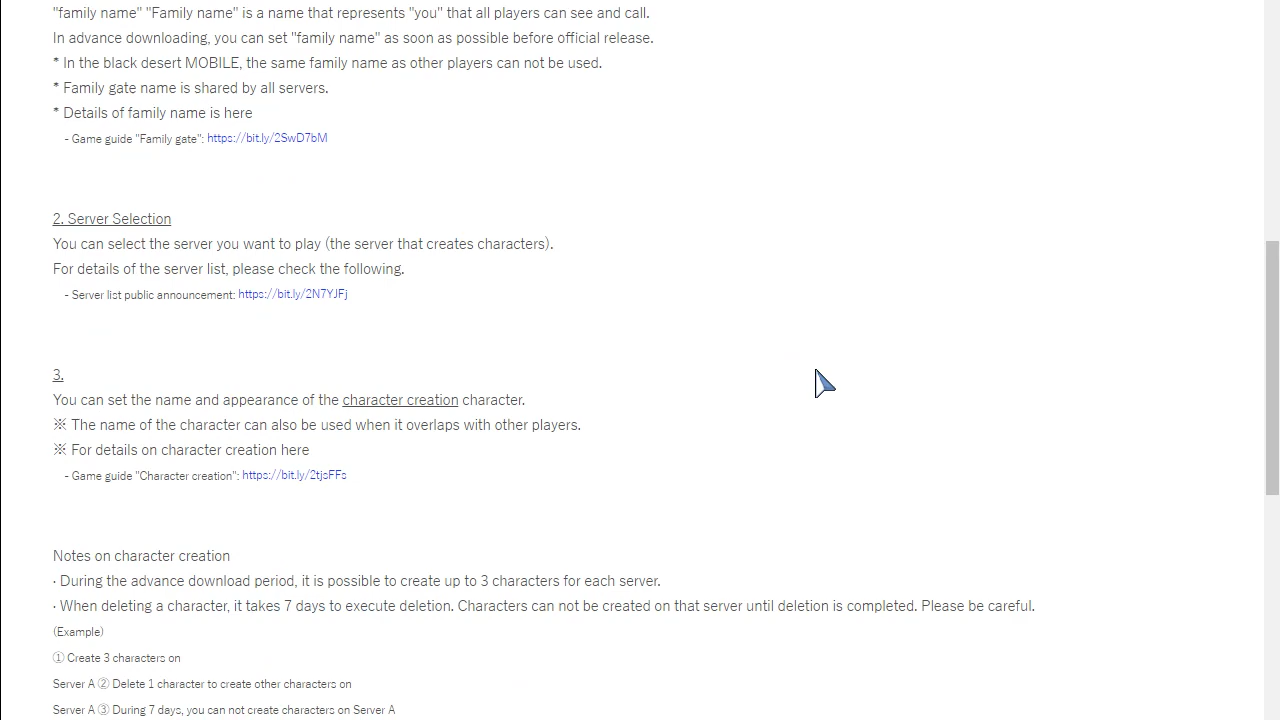 "family name" "Family name" is a name that represents "you" that all players can see and call.
In advance downloading, you can set "family name" as soon as possible before official release.
* In the black desert MOBILE, the same family name as other players can not be used.
* Family gate name is shared by all servers.
* Details of family name is here
- Game guide "Family gate": https://bit.ly/2SwD7bM
2. Server Selection
You can select the server you want to play (the server that creates characters).
For details of the server list, please check the following.
- Server list public announcement: https://bit.ly/2N7YJFj
3.
You can set the name and appearance of the character creation character.
※ The name of the character can also be used when it overlaps with other players.
※ For details on character creation here
- Game guide "Character creation": https://bit.ly/2tjsFFs
Notes on character creation
· During the advance download period, it is possible to create up to 3 characters for each server.
· When deleting a character, it takes 7 days to execute deletion. Characters can not be created on that server until deletion is completed. Please be careful.
(Example)
① Create 3 characters on
Server A ② Delete 1 character to create other characters on
Server A ③ During 7 days, you can not create characters on Server A